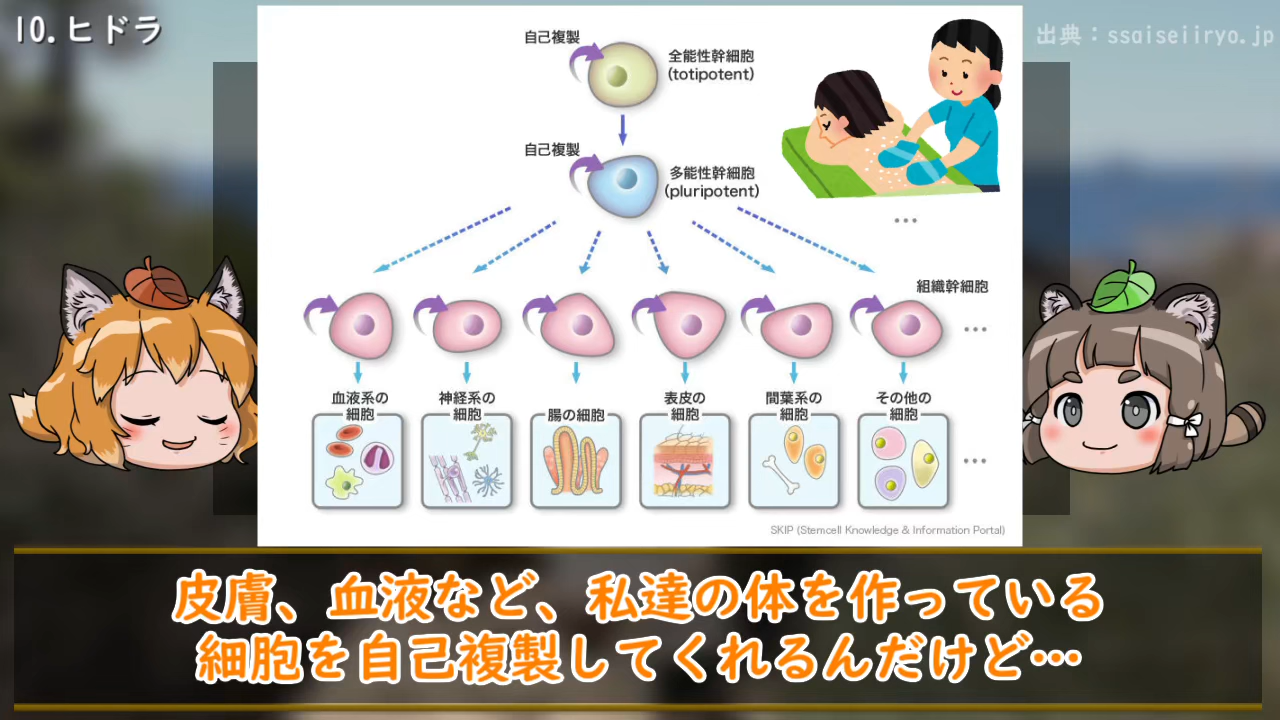 10.ヒドラ
出典：ssaiseiiryo.jp
自己複製
全能性幹細胞
(totipotent)
自己複製
多能性幹細胞
(pluripotent)
…
組織幹細胞
…
血液系の
細胞
神経系の
細胞
腸の細胞
表皮の
細胞
間葉系の
細胞
その他の
細胞
…
SKIP (Stemcell Knowledge & Information Portal)
皮膚、血液など、私達の体を作っている
細胞を自己複製してくれるんだけど…